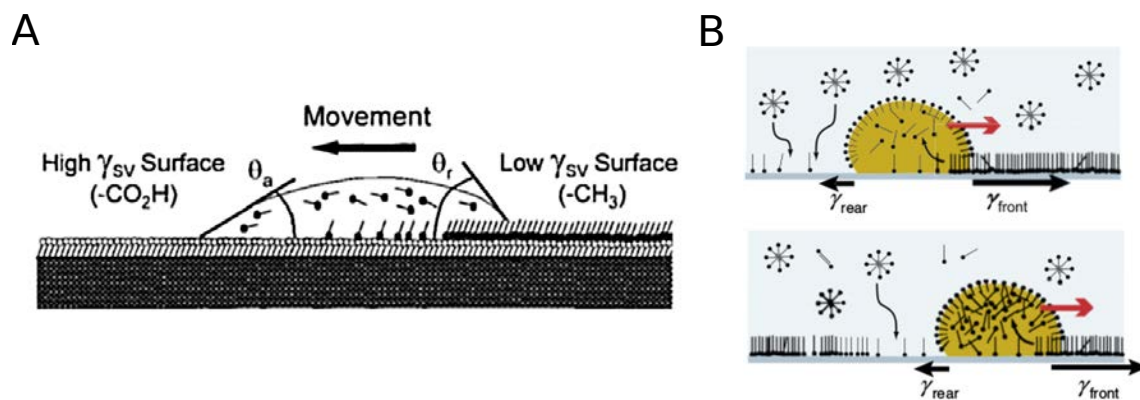 A
Movement
High γSV Surface
(-CO2H)
θa
θr
Low γSV Surface
(-CH3)
B
γrear
γfront
γrear
γfront